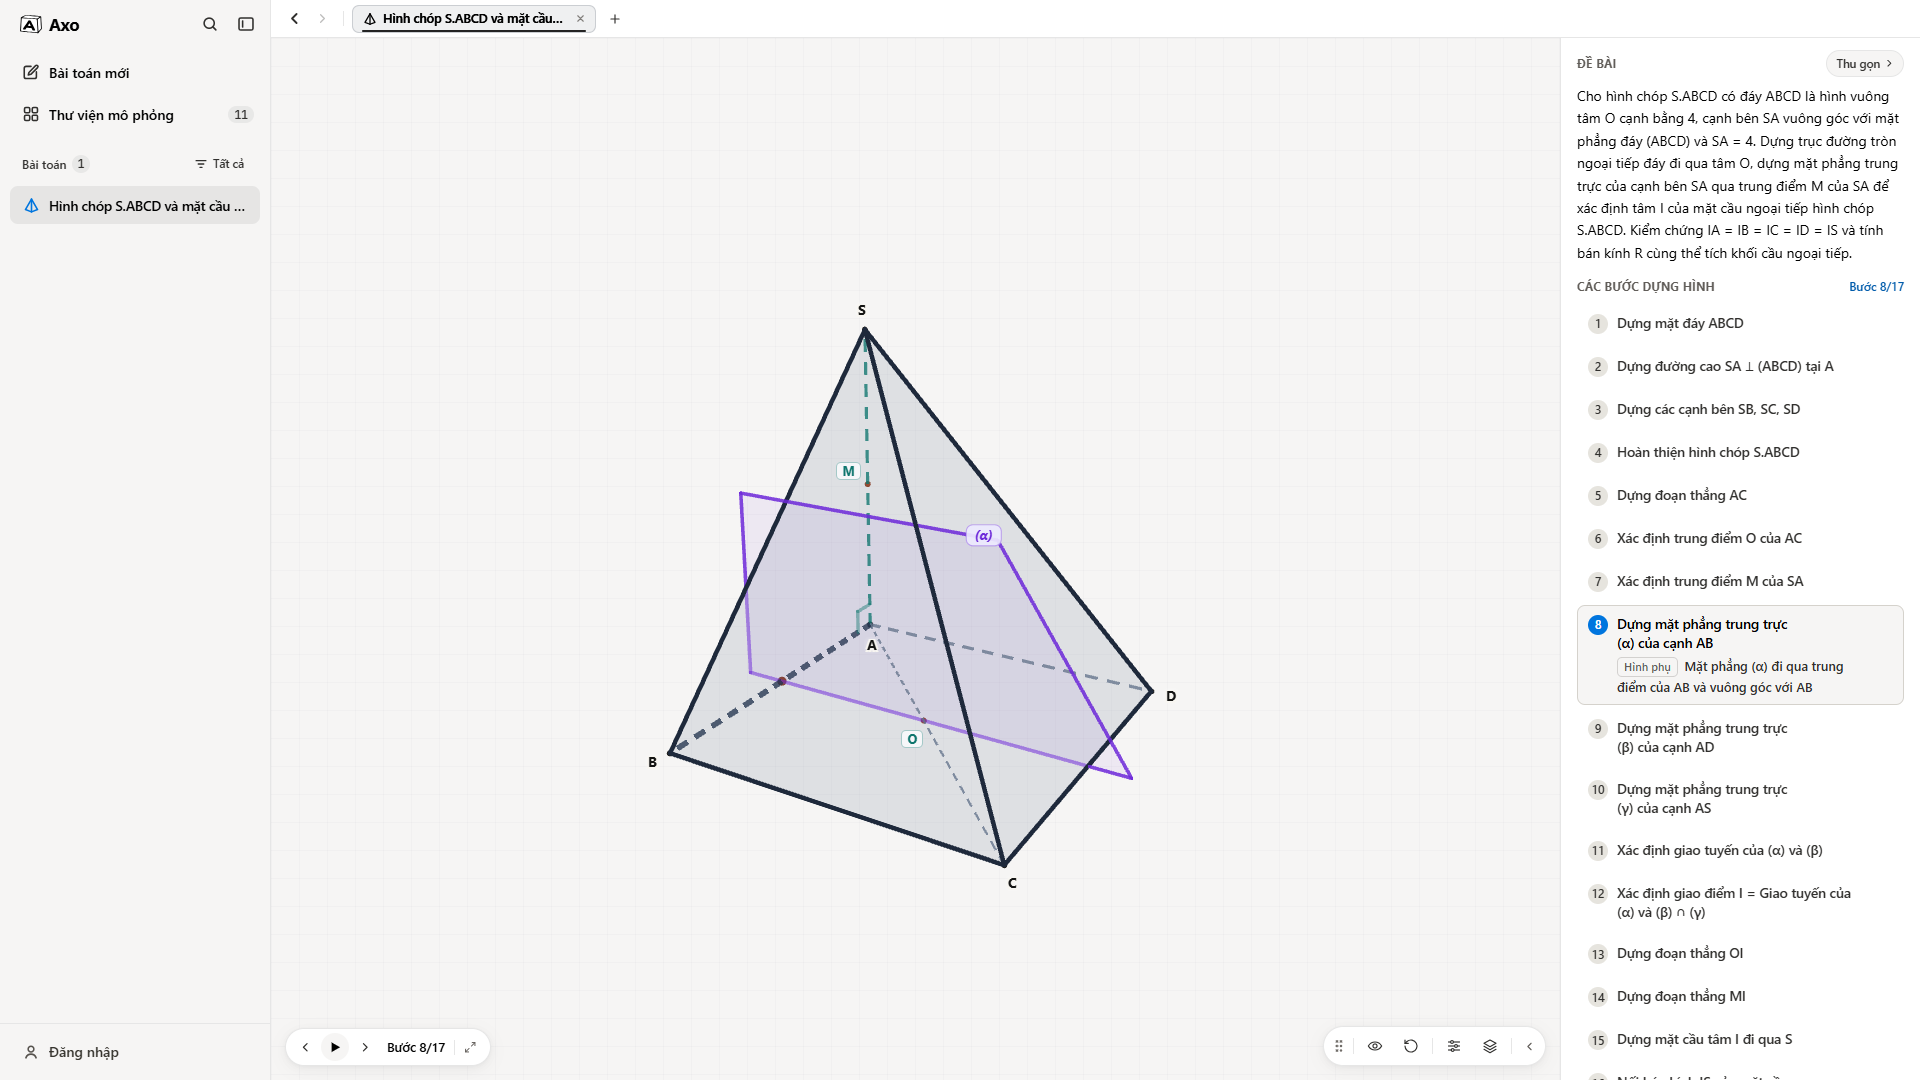 Axo
Bài toán mới
Thư viện mô phỏng 11
Bài toán 1 Tất cả
Hình chóp S.ABCD và mặt cầu ...
Đăng nhập
Hình chóp S.ABCD và mặt cầu...
S
M
(α)
A
D
O
B
C
Bước 8/17
ĐỀ BÀI
Thu gọn
Cho hình chóp S.ABCD có đáy ABCD là hình vuông
tâm O cạnh bằng 4, cạnh bên SA vuông góc với mặt
phẳng đáy (ABCD) và SA = 4. Dựng trục đường tròn
ngoại tiếp đáy đi qua tâm O, dựng mặt phẳng trung
trực của cạnh bên SA qua trung điểm M của SA để
xác định tâm I của mặt cầu ngoại tiếp hình chóp
S.ABCD. Kiểm chứng IA = IB = IC = ID = IS và tính
bán kính R cùng thể tích khối cầu ngoại tiếp.
CÁC BƯỚC DỰNG HÌNH Bước 8/17
1 Dựng mặt đáy ABCD
2 Dựng đường cao SA ⊥ (ABCD) tại A
3 Dựng các cạnh bên SB, SC, SD
4 Hoàn thiện hình chóp S.ABCD
5 Dựng đoạn thẳng AC
6 Xác định trung điểm O của AC
7 Xác định trung điểm M của SA
8 Dựng mặt phẳng trung trực
(α) của cạnh AB
Hình phụ Mặt phẳng (α) đi qua trung
điểm của AB và vuông góc với AB
9 Dựng mặt phẳng trung trực
(β) của cạnh AD
10 Dựng mặt phẳng trung trực
(γ) của cạnh AS
11 Xác định giao tuyến của (α) và (β)
12 Xác định giao điểm I = Giao tuyến của
(α) và (β) ∩ (γ)
13 Dựng đoạn thẳng OI
14 Dựng đoạn thẳng MI
15 Dựng mặt cầu tâm I đi qua S